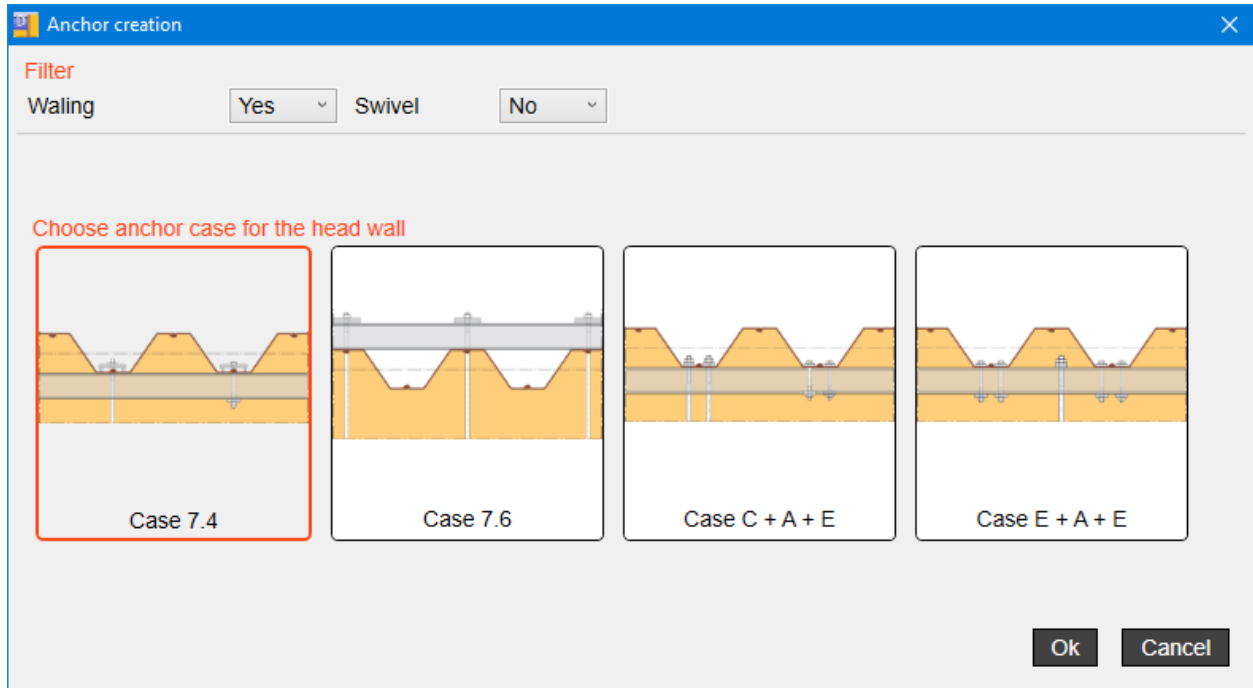 Anchor creation
Filter
Waling Yes Swivel No
Choose anchor case for the head wall
Case 7.4 Case 7.6 Case C + A + E Case E + A + E
Ok Cancel